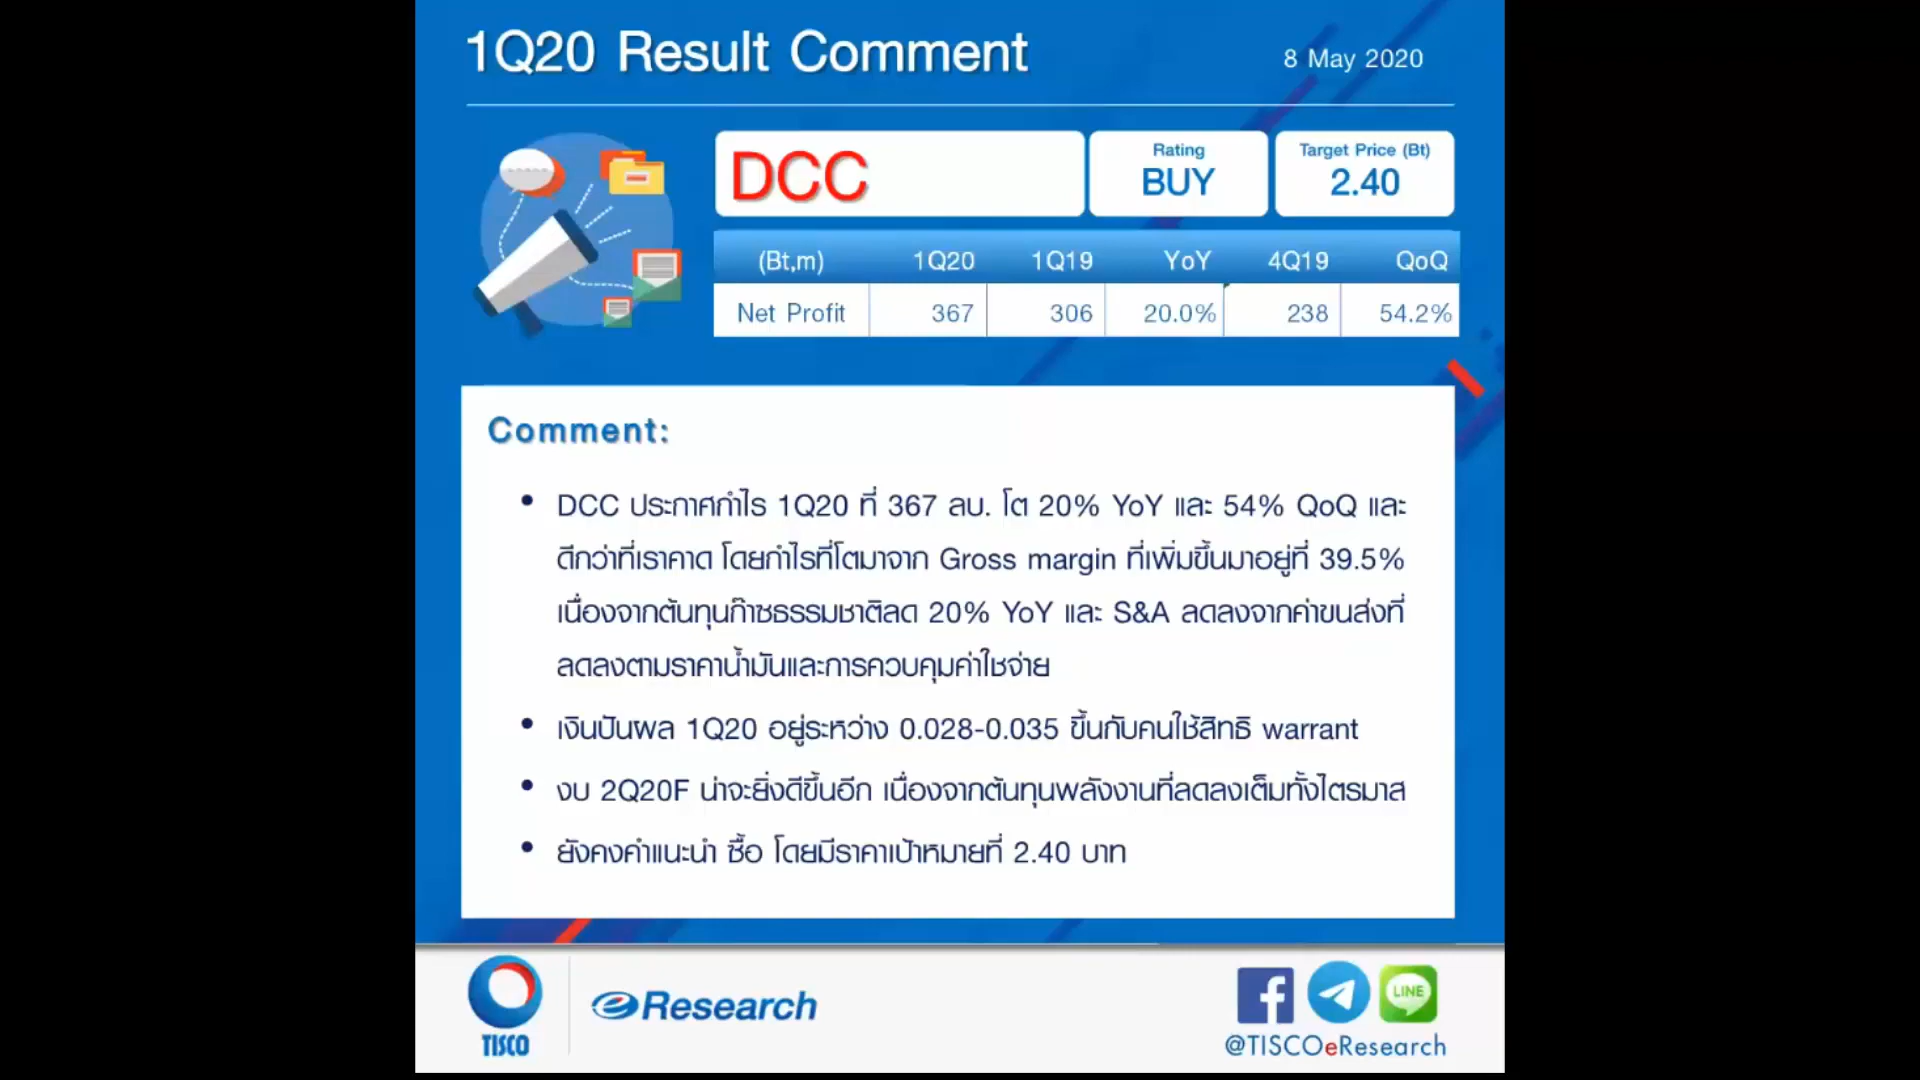 1Q20 Result Comment
8 May 2020
DCC
Rating
BUY
Target Price (Bt)
2.40
(Bt,m) 1Q20 1Q19 YoY 4Q19 QoQ
Net Profit 367 306 20.0% 238 54.2%
Comment:
• DCC ประกาศกำไร 1Q20 ที่ 367 ลบ. โต 20% YoY และ 54% QoQ และ
ดีกว่าที่เราคาด โดยกำไรที่โตมาจาก Gross margin ที่เพิ่มขึ้นมาอยู่ที่ 39.5%
เนื่องจากต้นทุนก๊าซธรรมชาติลด 20% YoY และ S&A ลดลงจากค่าขนส่งที่
ลดลงตามราคาน้ำมันและการควบคุมค่าใชจ่าย
• เงินปันผล 1Q20 อยู่ระหว่าง 0.028-0.035 ขึ้นกับคนใช้สิทธิ warrant
• งบ 2Q20F น่าจะยิ่งดีขึ้นอีก เนื่องจากต้นทุนพลังงานที่ลดลงเต็มทั้งไตรมาส
• ยังคงคำแนะนำ ซื้อ โดยมีราคาเป้าหมายที่ 2.40 บาท
TISCO
eResearch
LINE
@TISCOeResearch